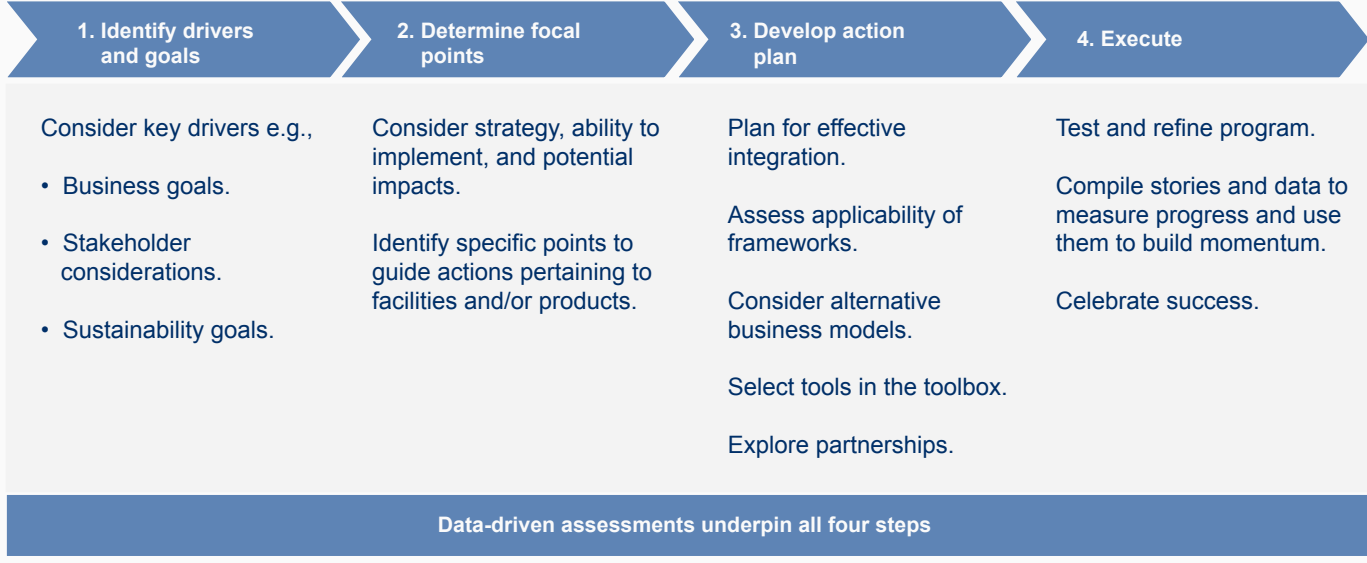 1. Identify drivers
and goals
2. Determine focal
points
3. Develop action
plan
4. Execute
Consider key drivers e.g.,
• Business goals.
• Stakeholder
considerations.
• Sustainability goals.
Consider strategy, ability to
implement, and potential
impacts.
Identify specific points to
guide actions pertaining to
facilities and/or products.
Plan for effective
integration.
Assess applicability of
frameworks.
Consider alternative
business models.
Select tools in the toolbox.
Explore partnerships.
Test and refine program.
Compile stories and data to
measure progress and use
them to build momentum.
Celebrate success.
Data-driven assessments underpin all four steps